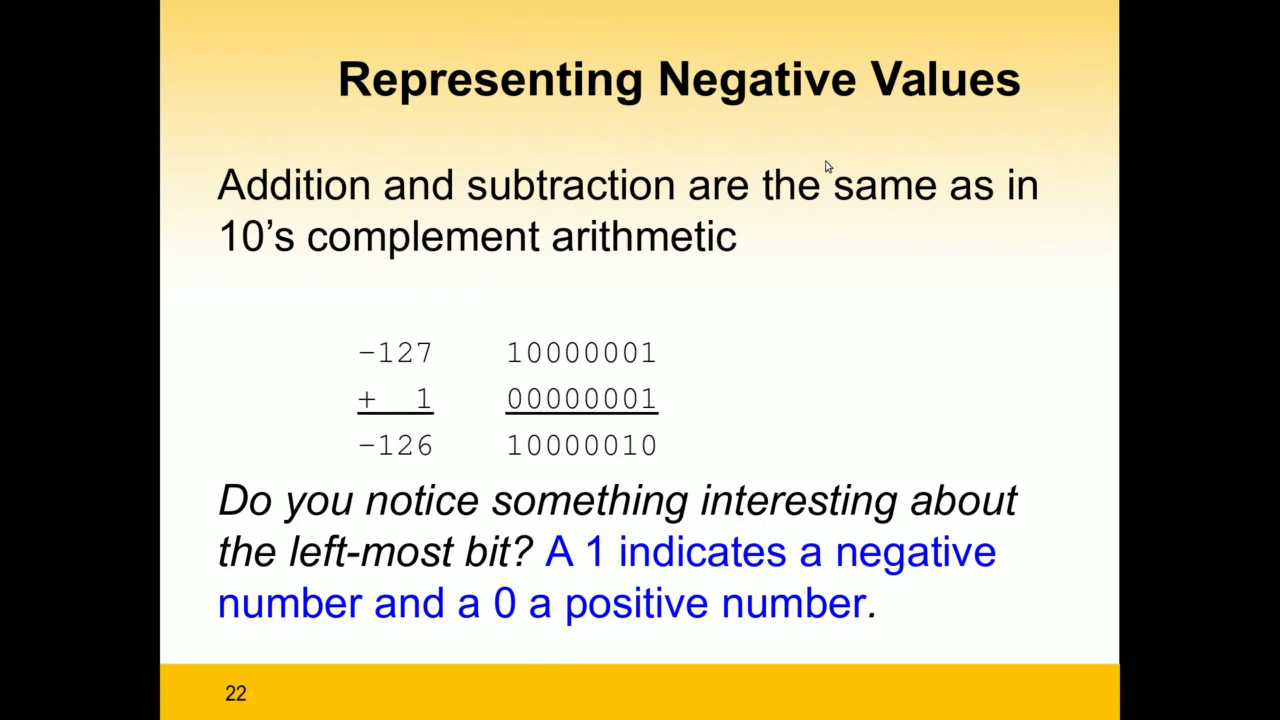 Representing Negative Values
Addition and subtraction are the same as in
10’s complement arithmetic
-127 10000001
+ 1 00000001
-126 10000010
Do you notice something interesting about
the left-most bit? A 1 indicates a negative
number and a 0 a positive number.
22